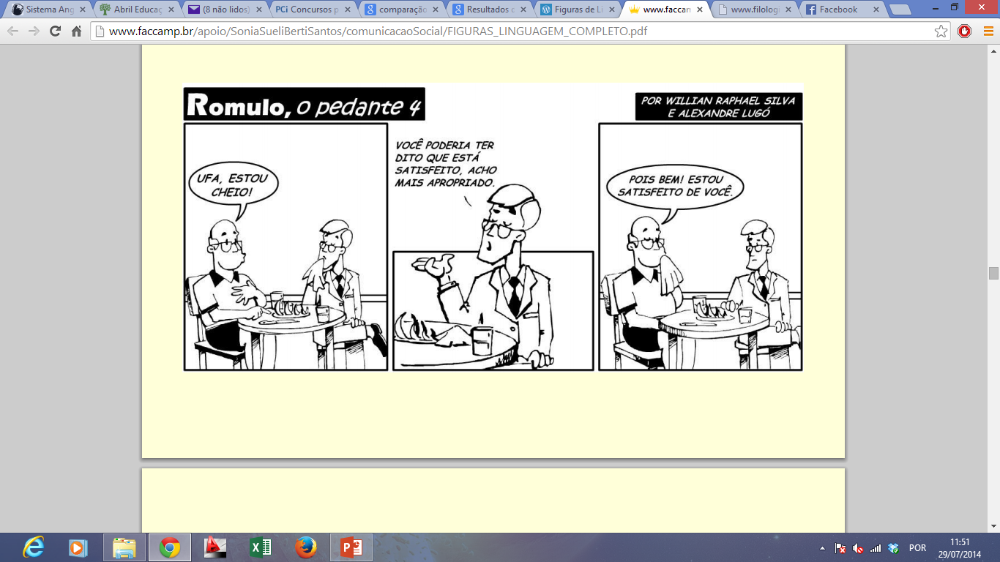 Sistema Ang
Abril Educaç
(8 não lidos)
PCi Concursos p
comparação
Resultados d
Figuras de Li
www.faccam
www.filologi
Facebook
www.faccamp.br/apoio/SoniaSueliBertiSantos/comunicacaoSocial/FIGURAS_LINGUAGEM_COMPLETO.pdf
Romulo, o pedante 4
POR WILLIAN RAPHAEL SILVA
E ALEXANDRE LUGÓ
UFA, ESTOU
CHEIO!
VOCÊ PODERIA TER
DITO QUE ESTÁ
SATISFEITO, ACHO
MAIS APROPRIADO.
POIS BEM! ESTOU
SATISFEITO DE VOCÊ.
POR
11:51
29/07/2014